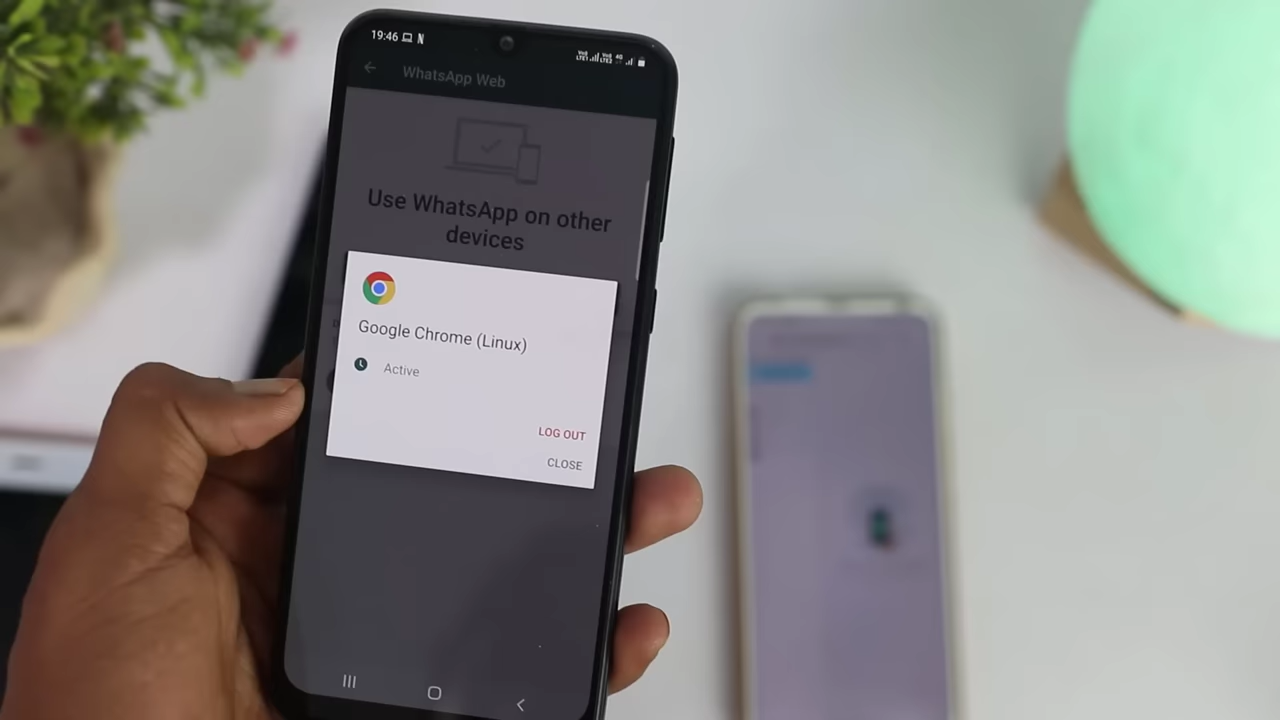 19:46
WhatsApp Web
Use WhatsApp on other
devices
Google Chrome (Linux)
Active
LOG OUT
CLOSE